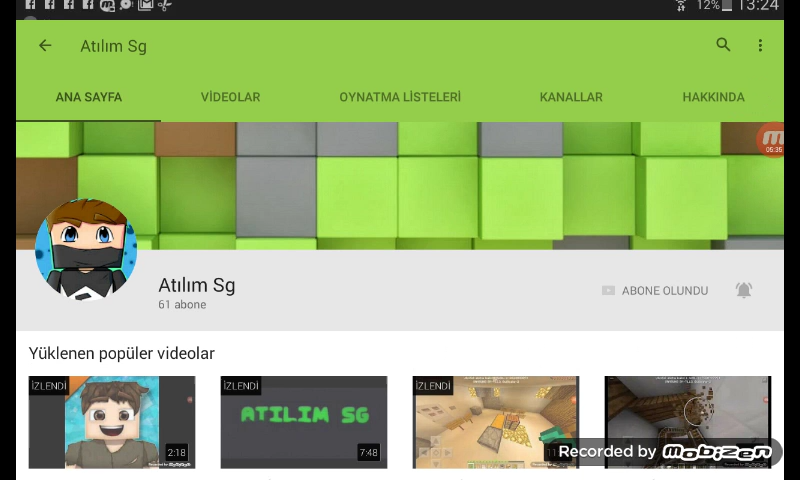 12% 13:24
Atılım Sg
ANA SAYFA VİDEOLAR OYNATMA LİSTELERİ KANALLAR HAKKINDA
05:35
Atılım Sg
61 abone
ABONE OLUNDU
Yüklenen popüler videolar
İZLENDİ İZLENDİ İZLENDİ
ATILIM SG
2:18 7:48
Recorded by MOBIZEN